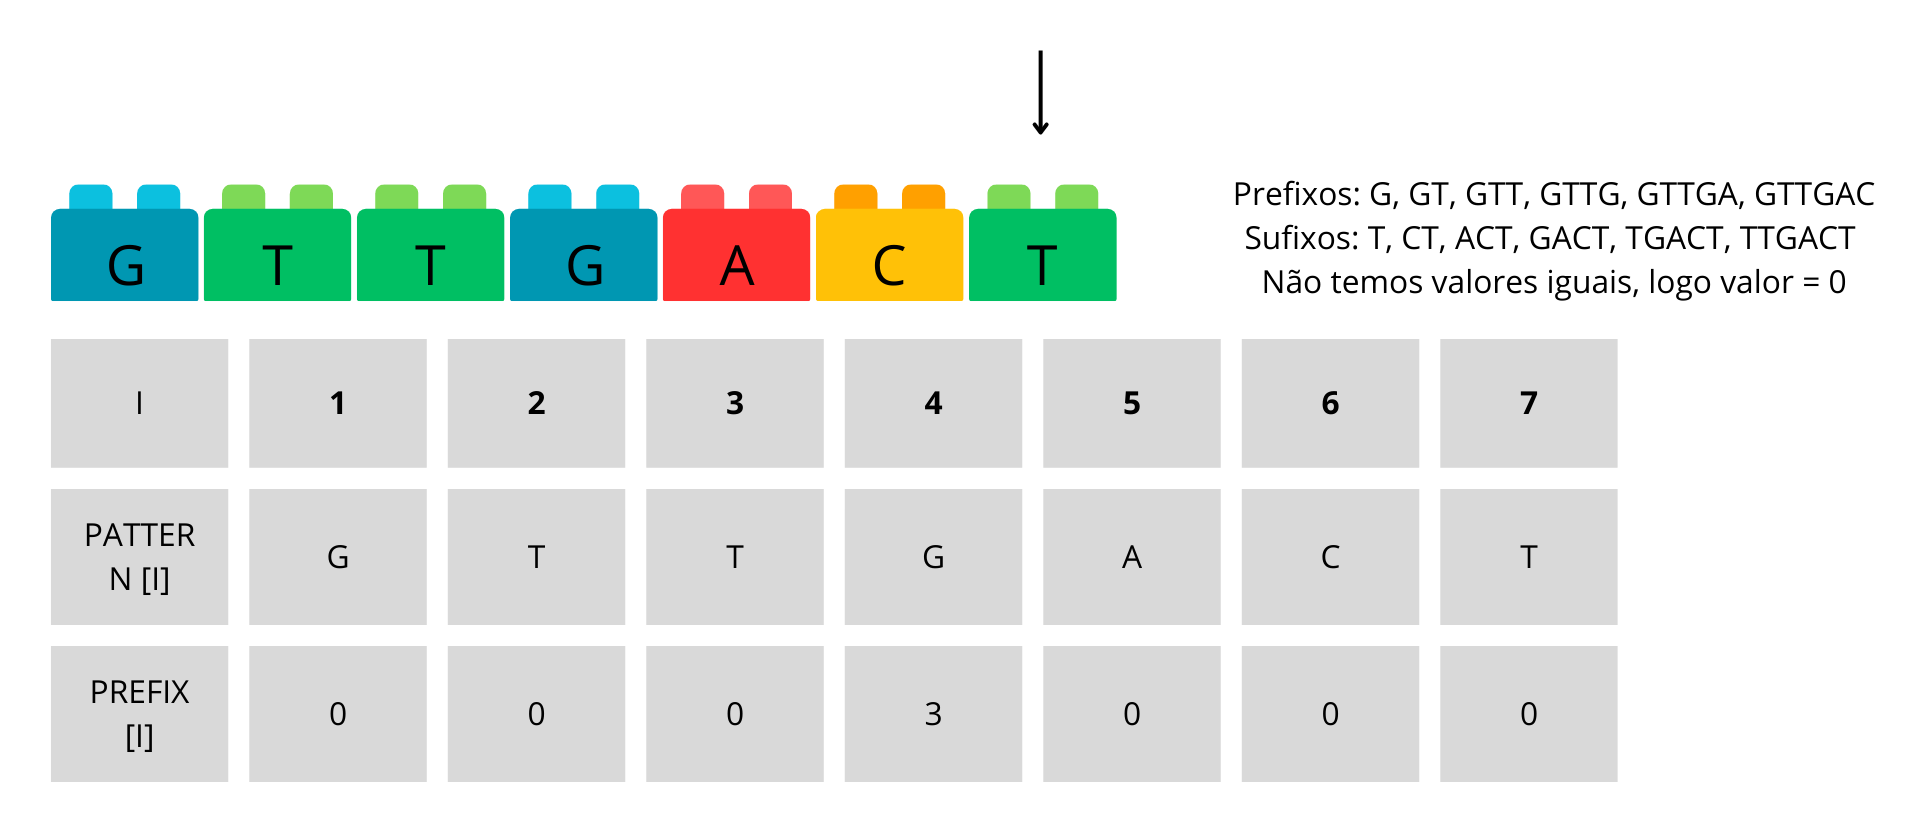 G T T G A C T
Prefixos: G, GT, GTT, GTTG, GTTGA, GTTGAC
Sufixos: T, CT, ACT, GACT, TGACT, TTGACT
Não temos valores iguais, logo valor = 0
I 1 2 3 4 5 6 7
PATTER
N [I]
G T T G A C T
PREFIX
[I]
0 0 0 3 0 0 0